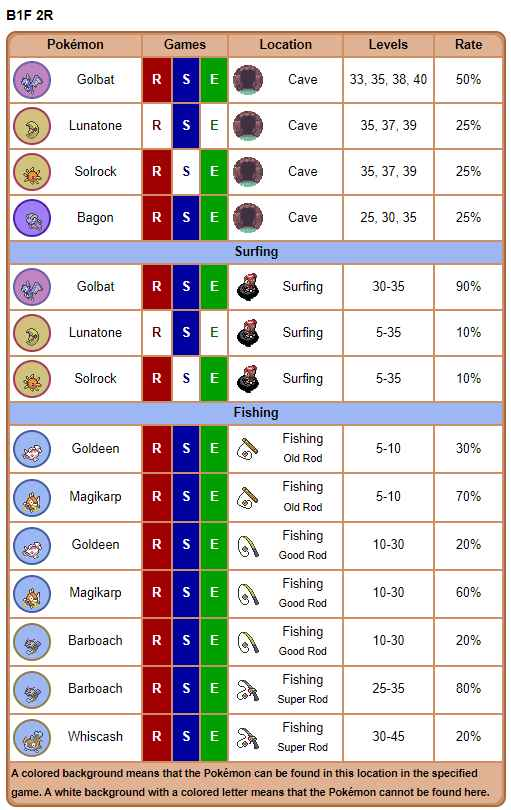 B1F 2R
Pokémon Games Location Levels Rate
Golbat R S E Cave 33, 35, 38, 40 50%
Lunatone R S E Cave 35, 37, 39 25%
Solrock R S E Cave 35, 37, 39 25%
Bagon R S E Cave 25, 30, 35 25%
Surfing
Golbat R S E Surfing 30-35 90%
Lunatone R S E Surfing 5-35 10%
Solrock R S E Surfing 5-35 10%
Fishing
Goldeen R S E Fishing Old Rod 5-10 30%
Magikarp R S E Fishing Old Rod 5-10 70%
Goldeen R S E Fishing Good Rod 10-30 20%
Magikarp R S E Fishing Good Rod 10-30 60%
Barboach R S E Fishing Good Rod 10-30 20%
Barboach R S E Fishing Super Rod 25-35 80%
Whiscash R S E Fishing Super Rod 30-45 20%
A colored background means that the Pokémon can be found in this location in the specified
game. A white background with a colored letter means that the Pokémon cannot be found here.